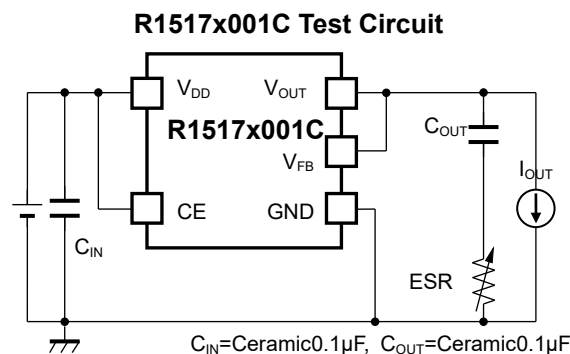 R1517x001C Test Circuit
VDD
VOUT
R1517x001C
COUT
VFB
IOUT
CE
GND
CIN
ESR
CIN=Ceramic0.1μF, COUT=Ceramic0.1μF